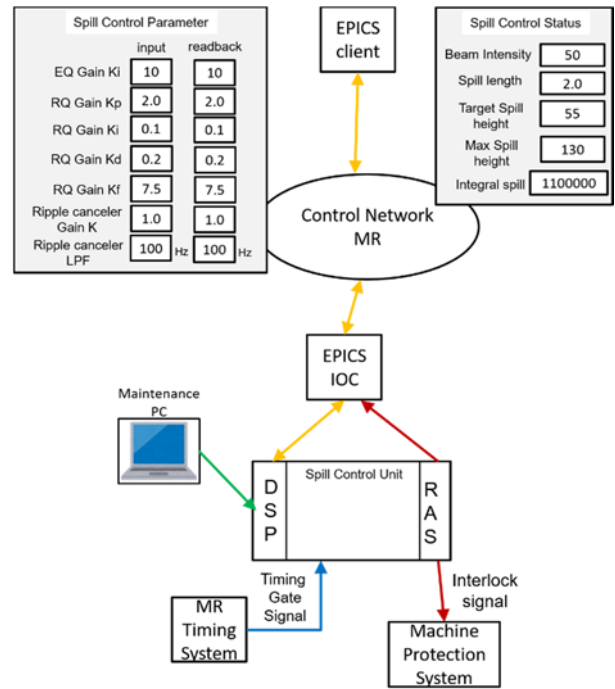 Spill Control Parameter
input readback
EQ Gain Ki 10 10
RQ Gain Kp 2.0 2.0
RQ Gain Ki 0.1 0.1
RQ Gain Kd 0.2 0.2
RQ Gain Kf 7.5 7.5
Ripple canceler
Gain K 1.0 1.0
Ripple canceler
LPF 100 Hz 100 Hz
EPICS
client
Spill Control Status
Beam Intensity 50
Spill length 2.0
Target Spill
height 55
Max Spill
height 130
Integral spill 1100000
Control Network
MR
EPICS
IOC
Maintenance
PC
DSP
Spill Control Unit
RAS
Timing
Gate
Signal
Interlock
signal
MR
Timing
System
Machine
Protection
System